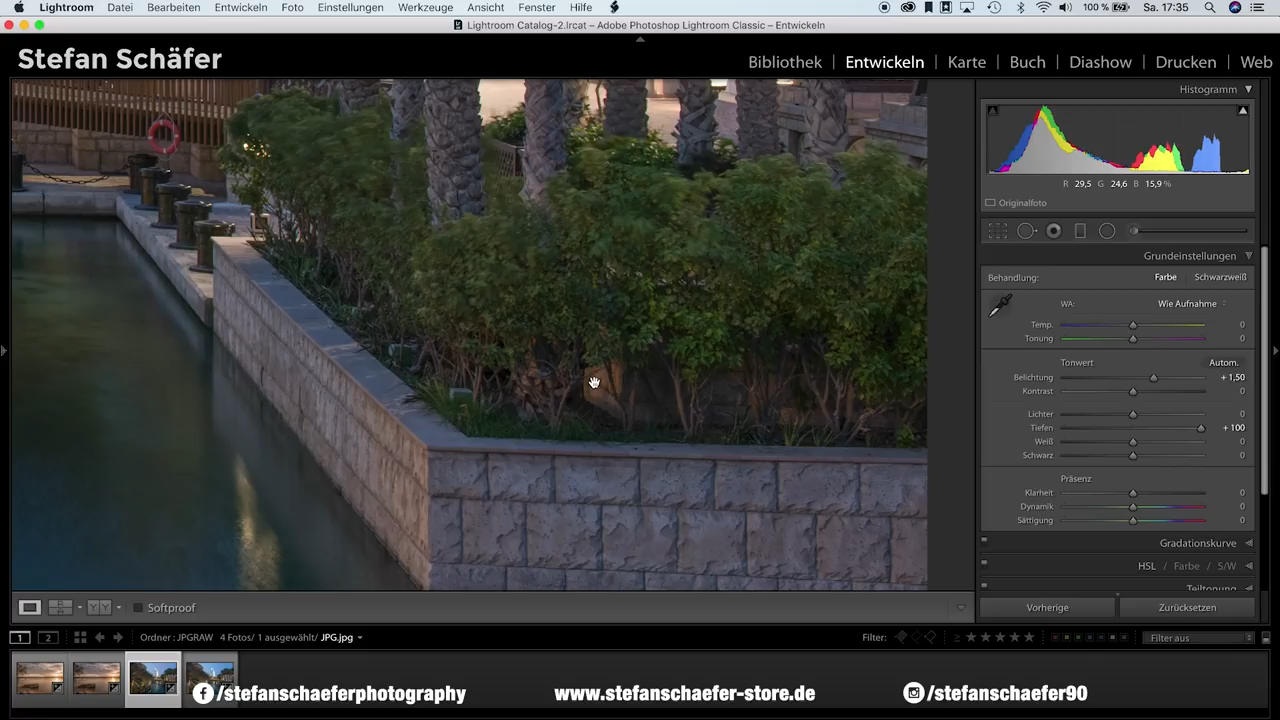 Lightroom Datei Bearbeiten Entwickeln Foto Einstellungen Werkzeuge Ansicht Fenster Hilfe 100 % Sa. 17:35
Lightroom Catalog-2.lrcat – Adobe Photoshop Lightroom Classic – Entwickeln
Stefan Schäfer
Bibliothek | Entwickeln | Karte | Buch | Diashow | Drucken | Web
Histogramm
R 29,5 G 24,6 B 15,9 %
Originalfoto
Grundeinstellungen
Behandlung: Farbe Schwarzweiß
WA: Wie Aufnahme
Temp. 0
Tonung 0
Tonwert Autom.
Belichtung + 1,50
Kontrast 0
Lichter 0
Tiefen + 100
Weiß 0
Schwarz 0
Präsenz
Klarheit 0
Dynamik 0
Sättigung 0
Gradationskurve
HSL / Farbe / S/W
Teiltonung
Y Y Softproof
Vorherige Zurücksetzen
1 2 Ordner : JPGRAW 4 Fotos/ 1 ausgewählt/ JPG.jpg Filter: ≥ ★ ★ ★ ★ ★ Filter aus
/stefanschaeferphotography www.stefanschaefer-store.de /stefanschaefer90